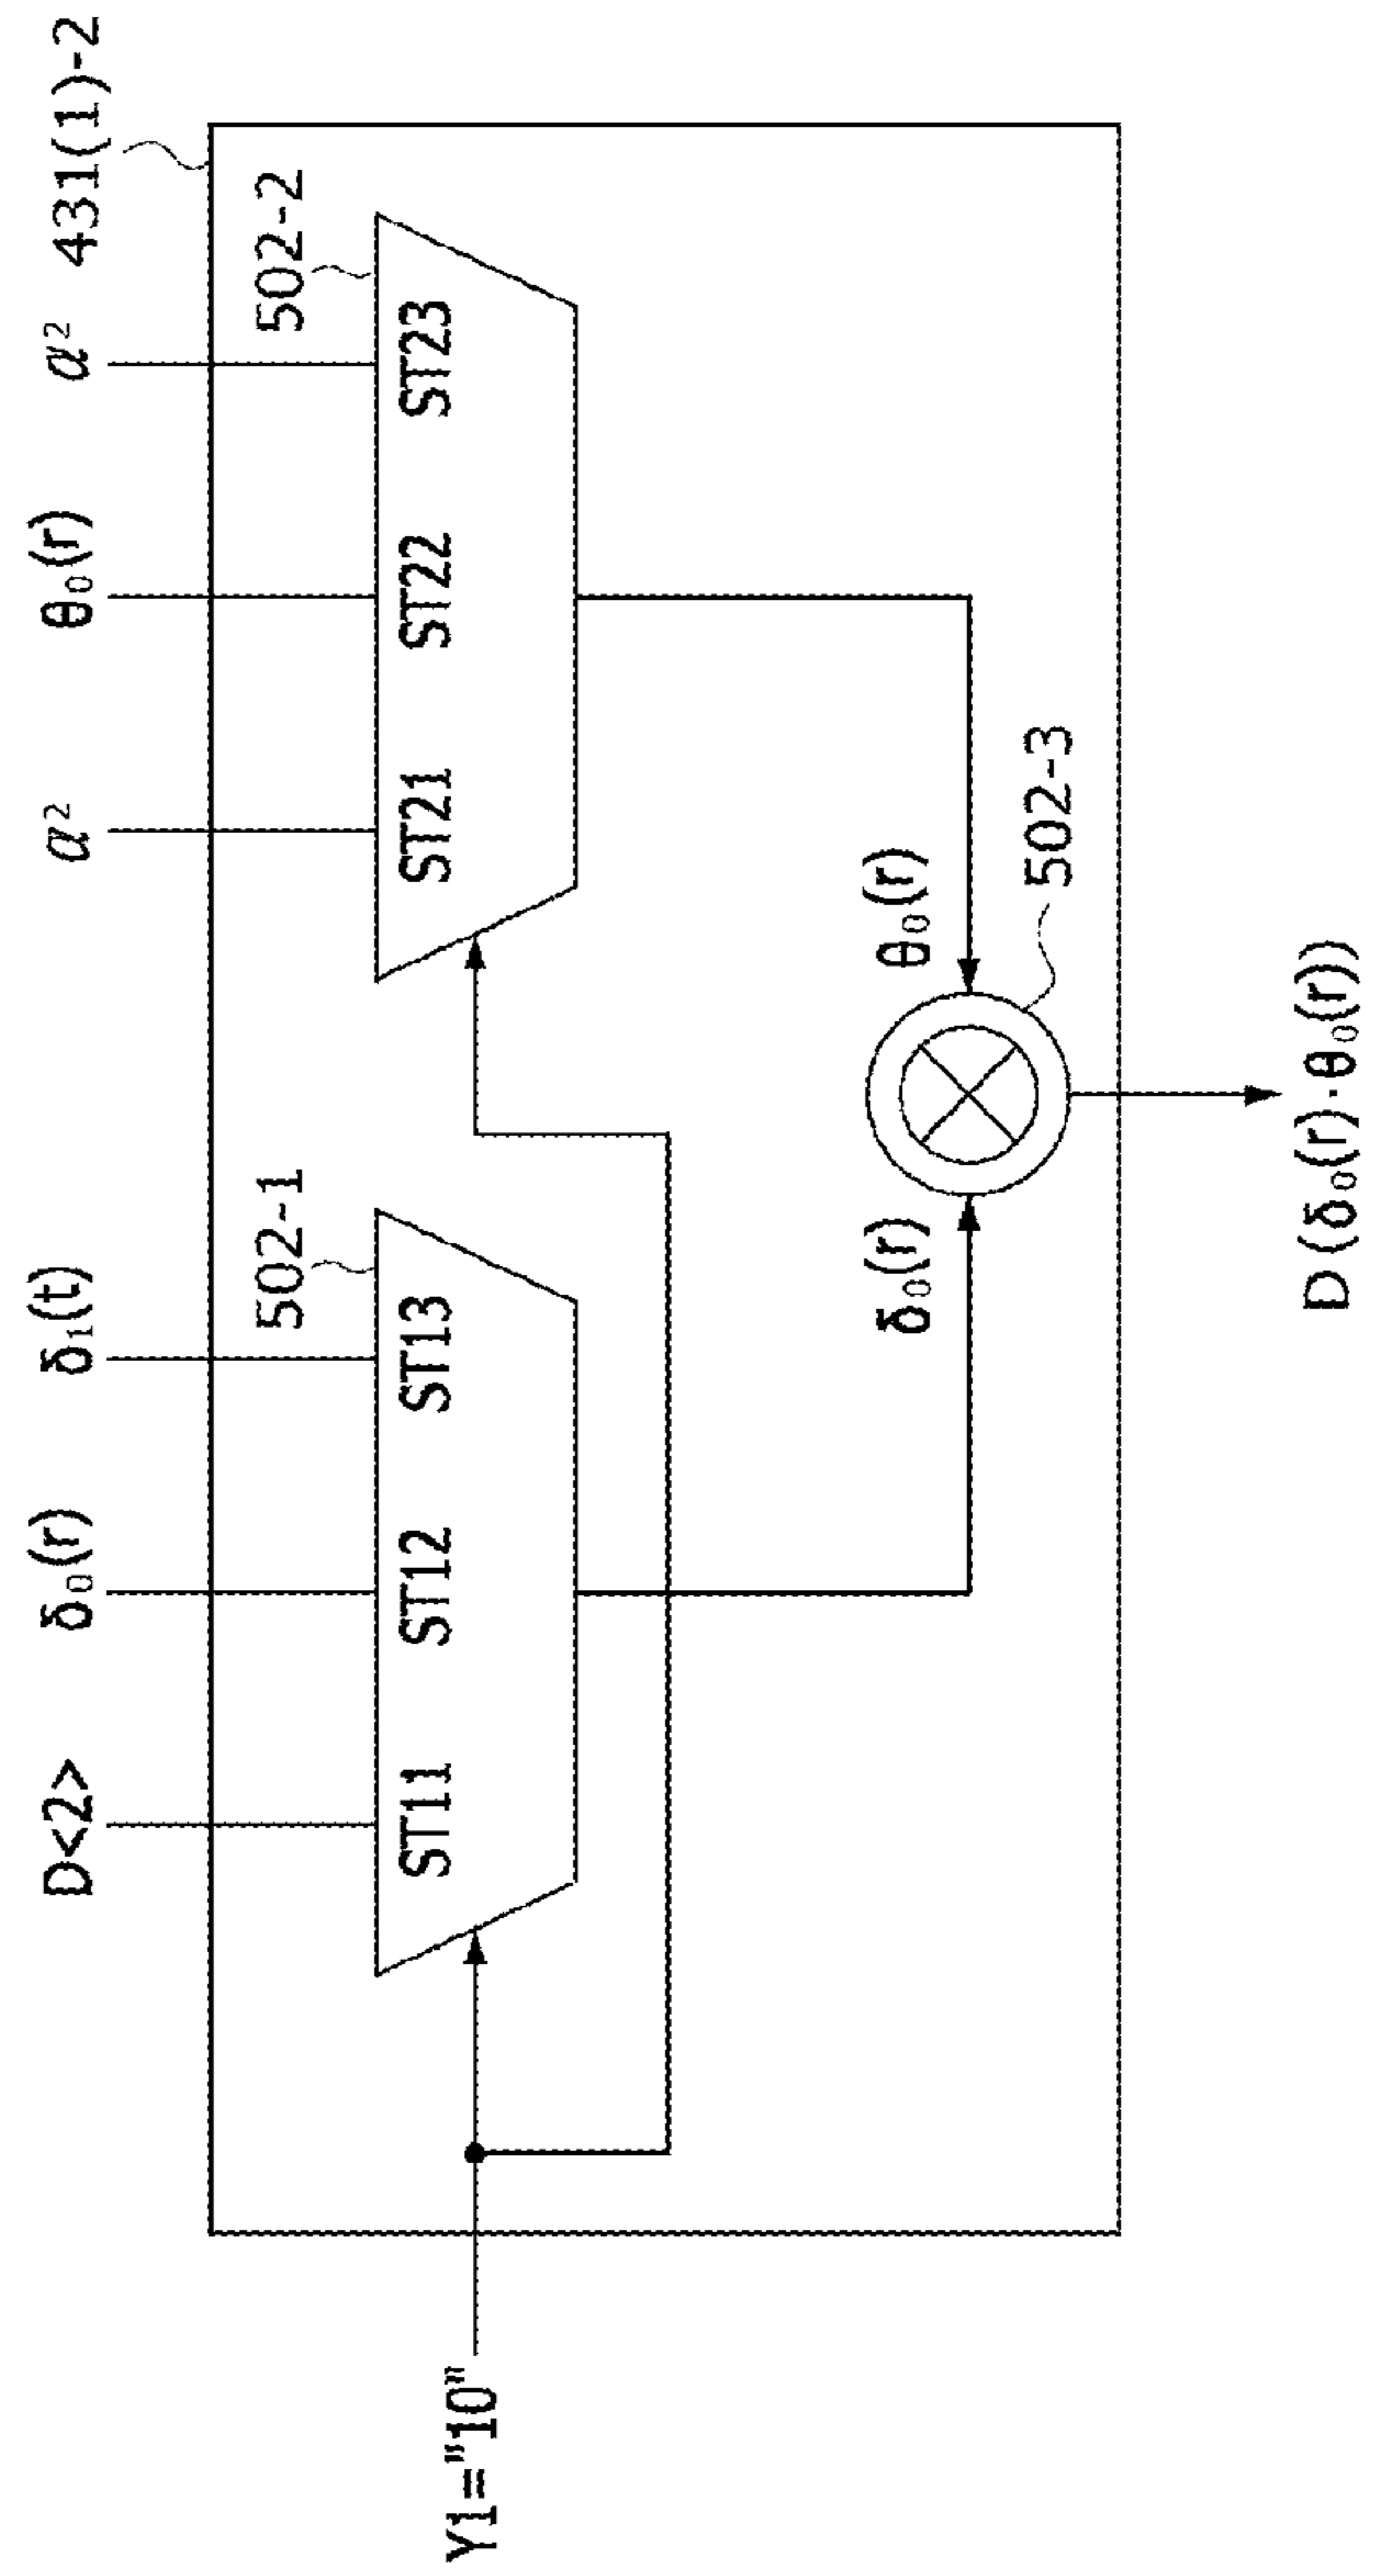 431(1)-2
D<2>
δ₀(r)
δ₁(t)
α²
θ₀(r)
α²
502-1
502-2
ST11
ST12
ST13
ST21
ST22
ST23
Y1="10"
δ₀(r)
θ₀(r)
502-3
D(δ₀(r)·θ₀(r))